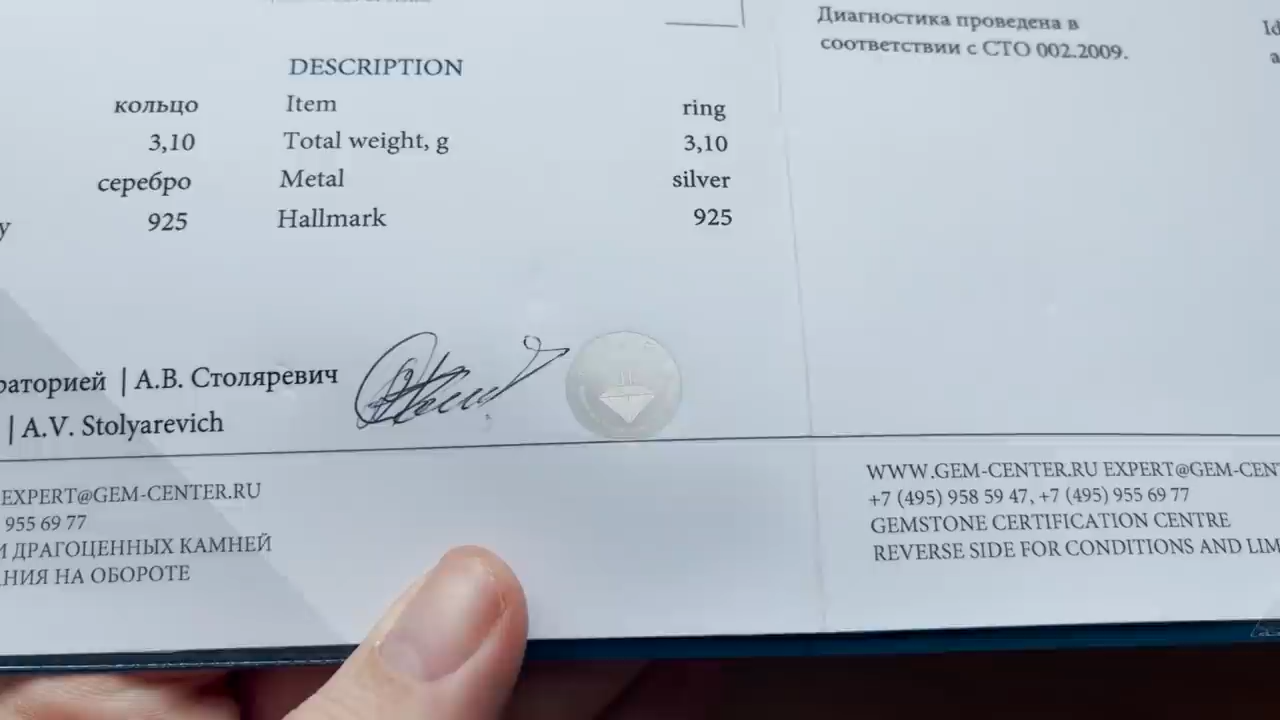 Диагностика проведена в
соответствии с СТО 002.2009.
DESCRIPTION
кольцо Item ring
3,10 Total weight, g 3,10
серебро Metal silver
925 Hallmark 925
раторией | А.В. Столяревич
| A.V. Stolyarevich
EXPERT@GEM-CENTER.RU
955 69 77
И ДРАГОЦЕННЫХ КАМНЕЙ
НИЯ НА ОБОРОТЕ
WWW.GEM-CENTER.RU EXPERT@GEM-CENT
+7 (495) 958 59 47, +7 (495) 955 69 77
GEMSTONE CERTIFICATION CENTRE
REVERSE SIDE FOR CONDITIONS AND LIM